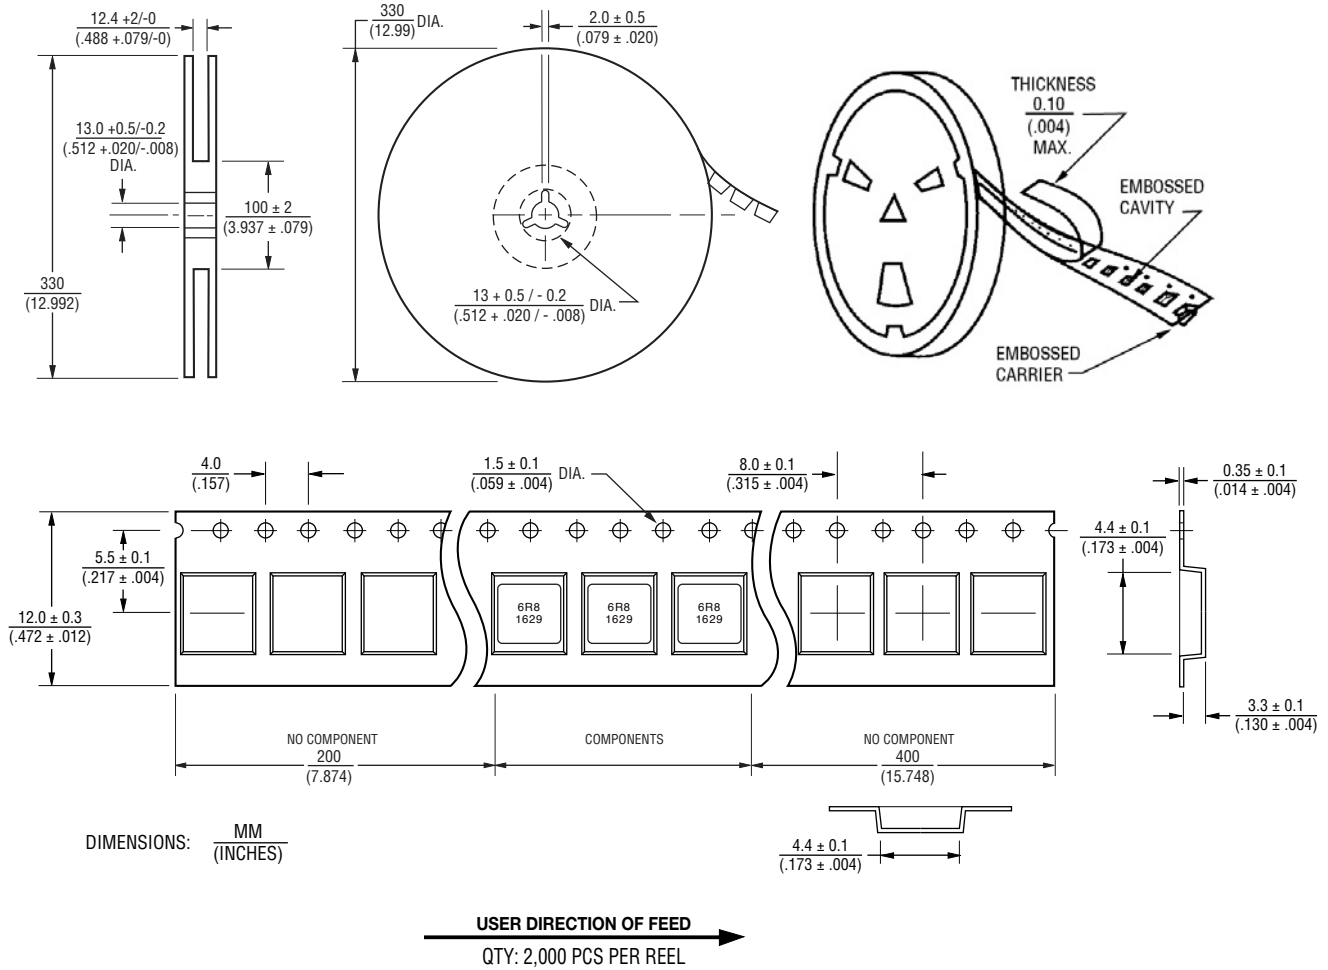 12.4 +2/-0
(.488 +.079/-0)
330
(12.99)
DIA.
2.0 ± 0.5
(.079 ± .020)
13.0 +0.5/-0.2
(.512 +.020/-.008)
DIA.
100 ± 2
(3.937 ± .079)
330
(12.992)
13 + 0.5 / - 0.2
(.512 + .020 / - .008)
DIA.
THICKNESS
0.10
(.004)
MAX.
EMBOSSED
CAVITY
EMBOSSED
CARRIER
4.0
(.157)
1.5 ± 0.1
(.059 ± .004)
DIA.
8.0 ± 0.1
(.315 ± .004)
0.35 ± 0.1
(.014 ± .004)
4.4 ± 0.1
(.173 ± .004)
5.5 ± 0.1
(.217 ± .004)
12.0 ± 0.3
(.472 ± .012)
6R8
1629
6R8
1629
6R8
1629
3.3 ± 0.1
(.130 ± .004)
NO COMPONENT
200
(7.874)
COMPONENTS
NO COMPONENT
400
(15.748)
DIMENSIONS:
MM
(INCHES)
4.4 ± 0.1
(.173 ± .004)
USER DIRECTION OF FEED
QTY: 2,000 PCS PER REEL